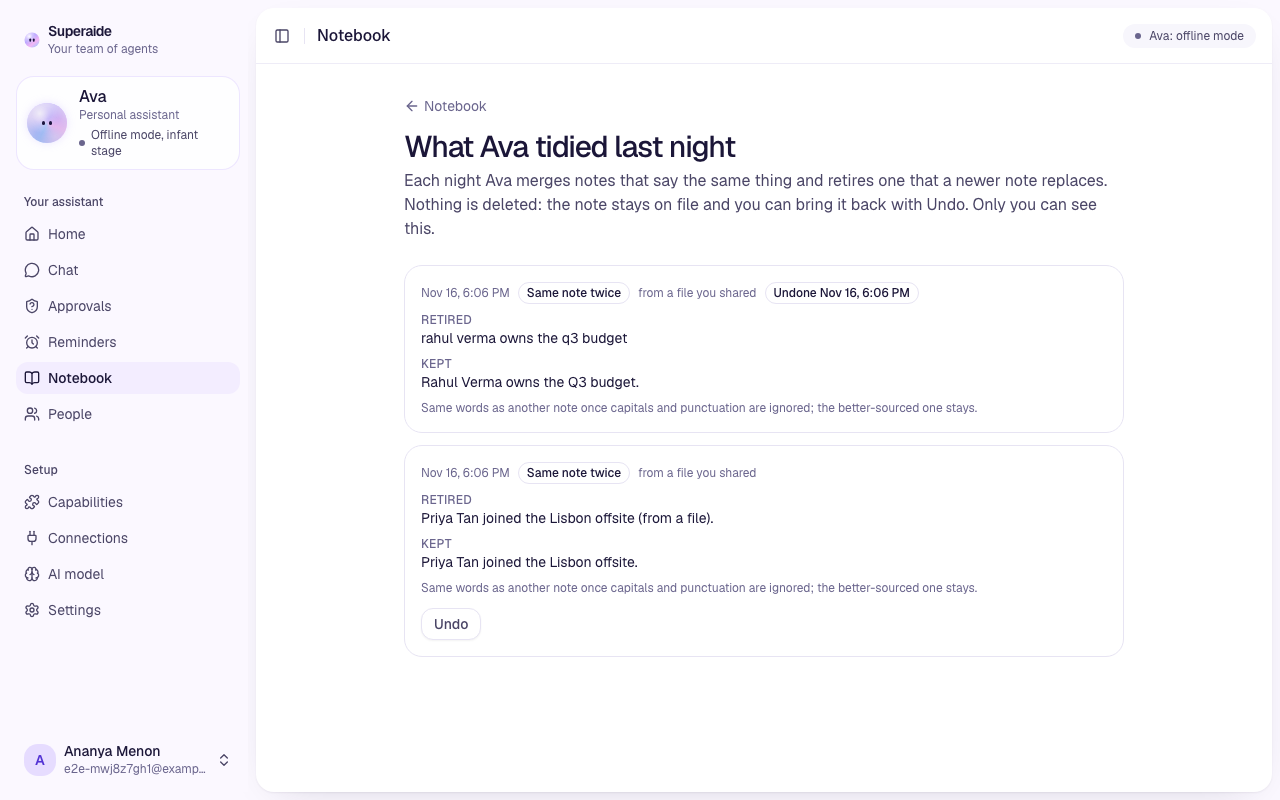 Superaide
Your team of agents
Ava
Personal assistant
Offline mode, infant
stage
Your assistant
Home
Chat
Approvals
Reminders
Notebook
People
Setup
Capabilities
Connections
AI model
Settings
A
Ananya Menon
e2e-mwj8z7gh1@examp...
Notebook
Ava: offline mode
Notebook
What Ava tidied last night
Each night Ava merges notes that say the same thing and retires one that a newer note replaces.
Nothing is deleted: the note stays on file and you can bring it back with Undo. Only you can see
this.
Nov 16, 6:06 PM Same note twice from a file you shared Undone Nov 16, 6:06 PM
RETIRED
rahul verma owns the q3 budget
KEPT
Rahul Verma owns the Q3 budget.
Same words as another note once capitals and punctuation are ignored; the better-sourced one stays.
Nov 16, 6:06 PM Same note twice from a file you shared
RETIRED
Priya Tan joined the Lisbon offsite (from a file).
KEPT
Priya Tan joined the Lisbon offsite.
Same words as another note once capitals and punctuation are ignored; the better-sourced one stays.
Undo